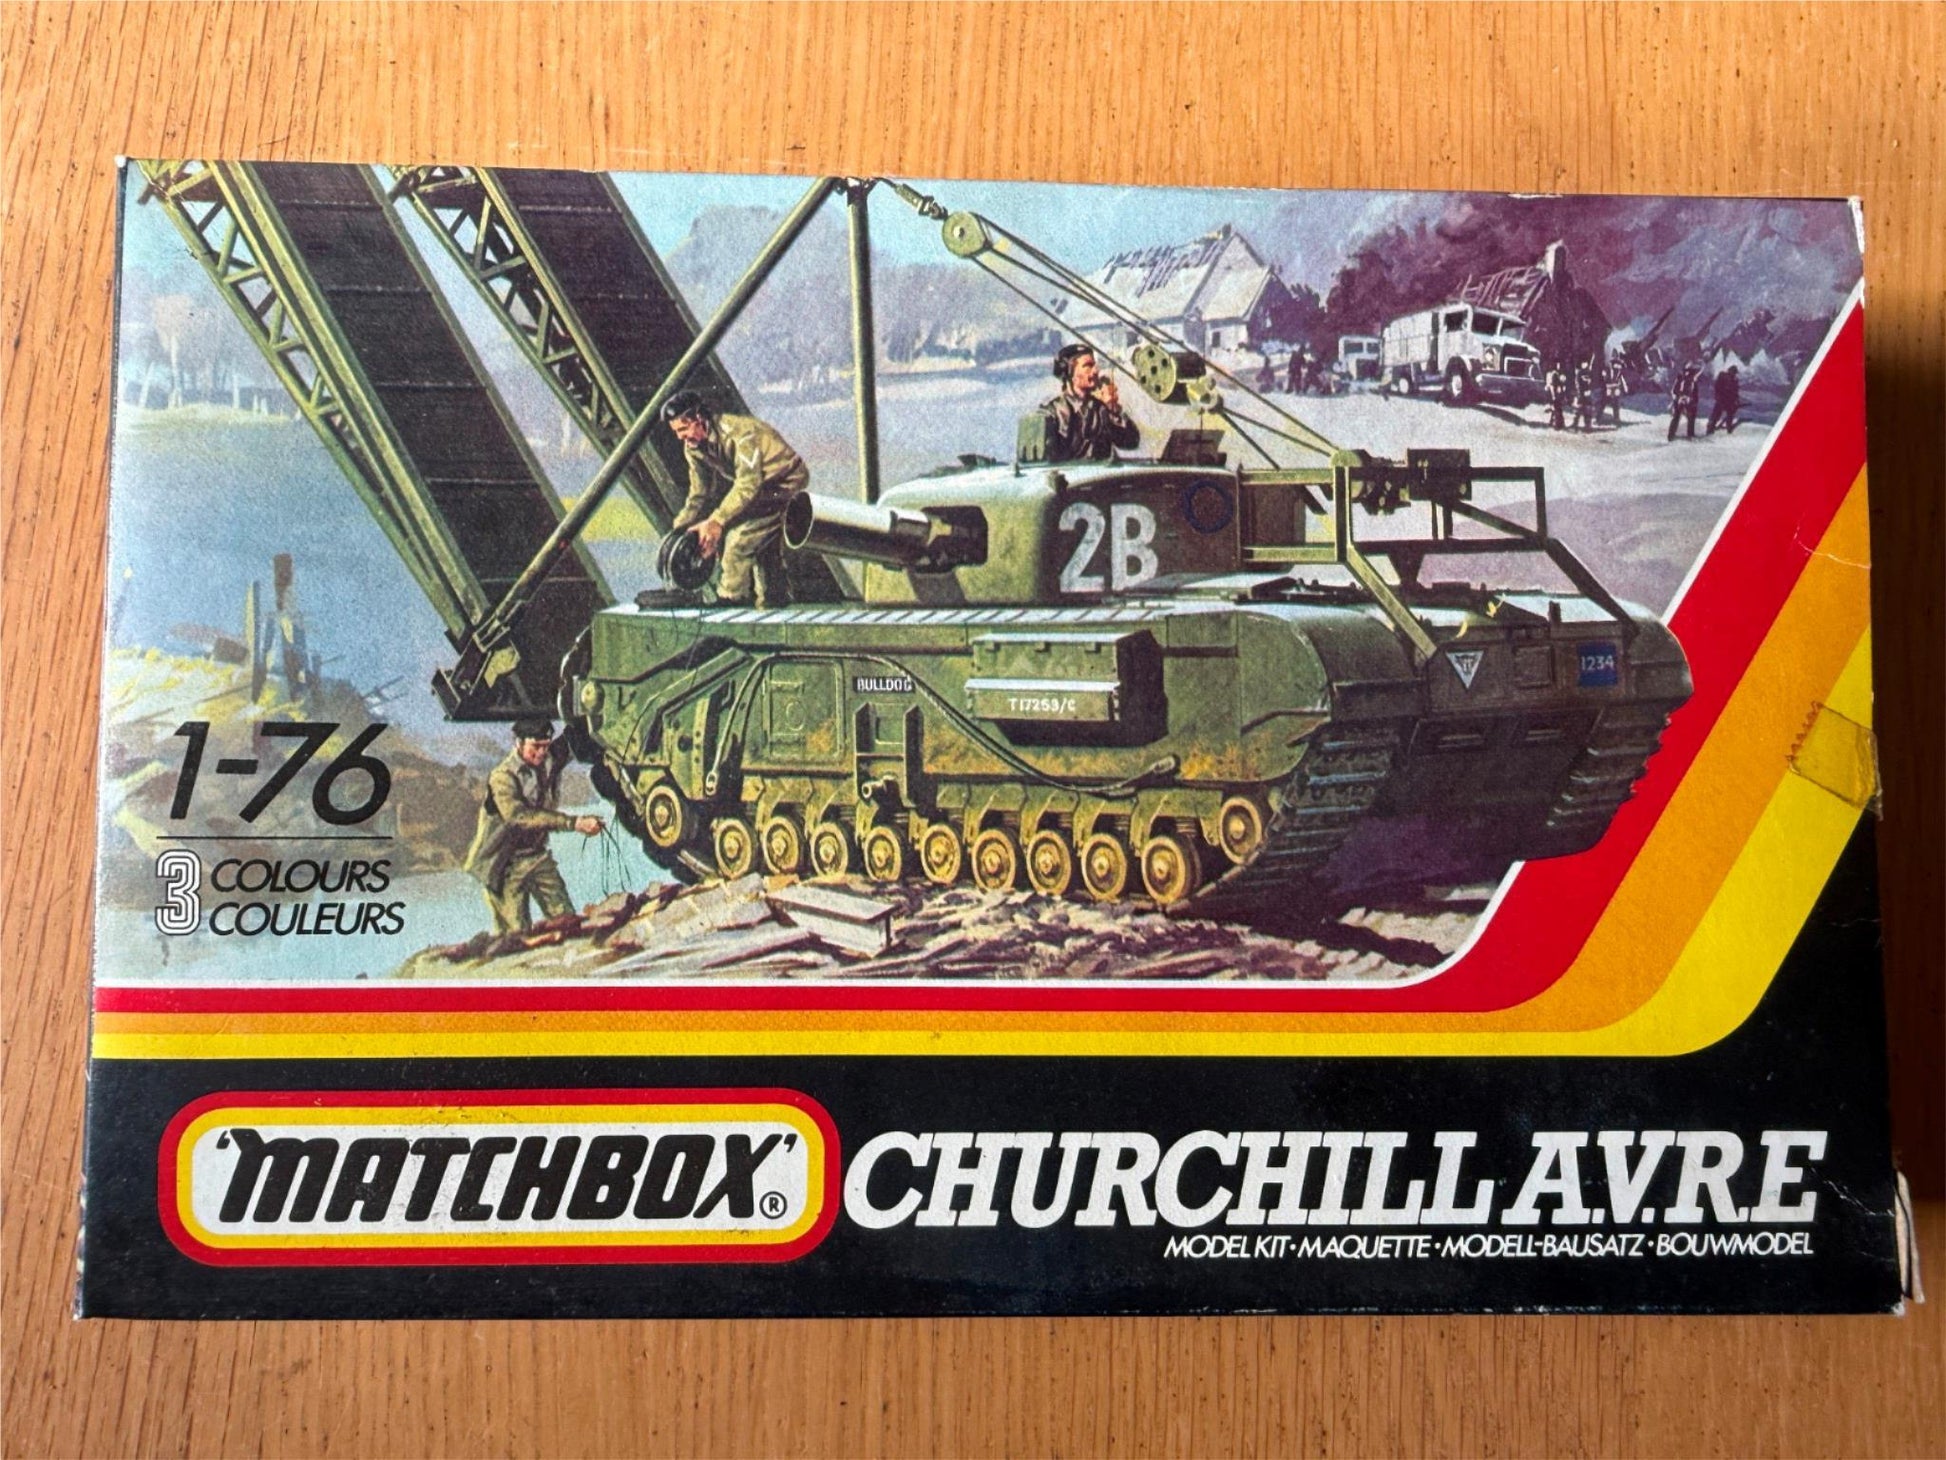 2B
BULLDOG
T17253/C
1234
1-76
3 COLOURS
COULEURS
'MATCHBOX'®
CHURCHILL A.V.R.E
MODEL KIT • MAQUETTE • MODELL-BAUSATZ • BOUWMODEL